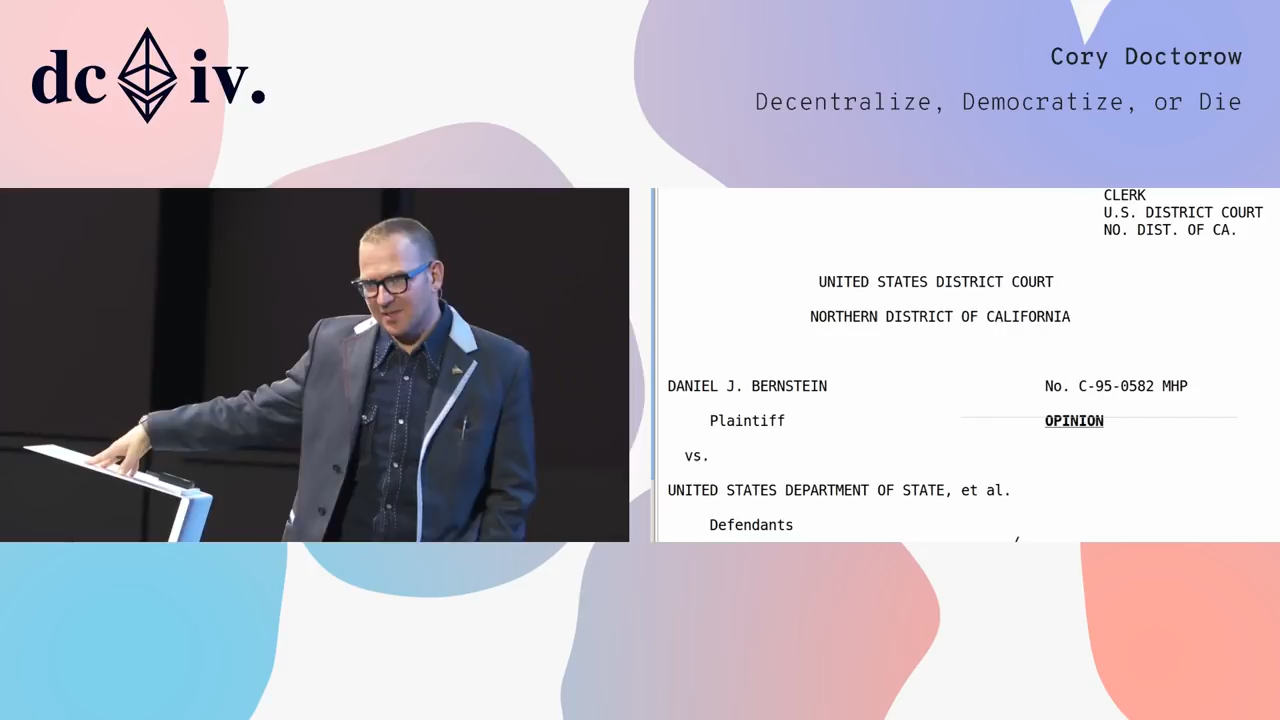 dc iv.
Cory Doctorow
Decentralize, Democratize, or Die
CLERK
U.S. DISTRICT COURT
NO. DIST. OF CA.
UNITED STATES DISTRICT COURT
NORTHERN DISTRICT OF CALIFORNIA
DANIEL J. BERNSTEIN No. C-95-0582 MHP
Plaintiff OPINION
vs.
UNITED STATES DEPARTMENT OF STATE, et al.
Defendants
/